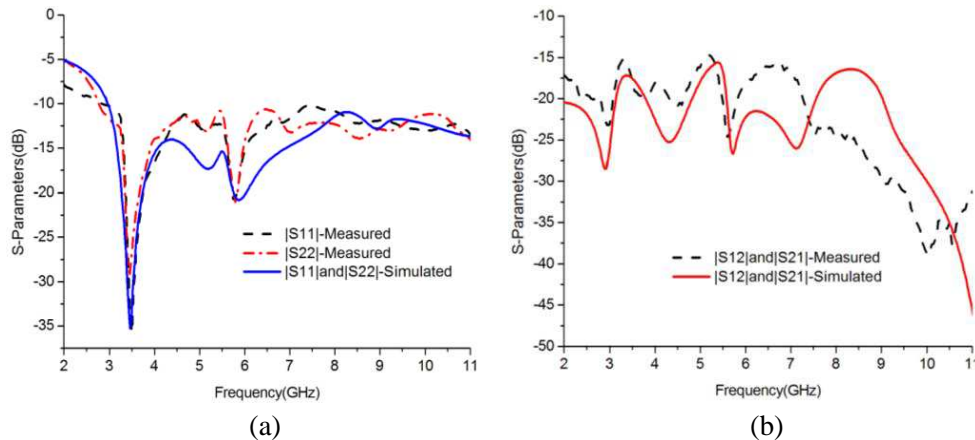 0
-5
-10
-15
-20
-25
-30
-35
S-Parameters(dB)
|S11|-Measured
|S22|-Measured
|S11|and|S22|-Simulated
2 3 4 5 6 7 8 9 10 11
Frequency(GHz)
(a)
-10
-15
-20
-25
-30
-35
-40
-45
-50
S-Parameters(dB)
|S12|and|S21|-Measured
|S12|and|S21|-Simulated
2 3 4 5 6 7 8 9 10 11
Frequency(GHz)
(b)